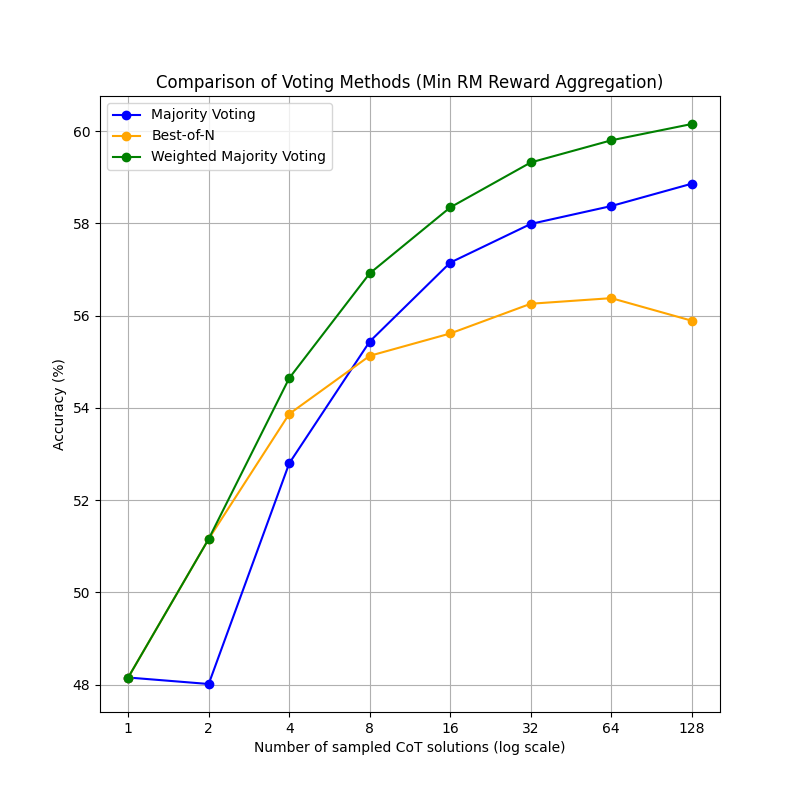 Comparison of Voting Methods (Min RM Reward Aggregation)
Majority Voting
Best-of-N
Weighted Majority Voting
60
58
56
54
52
50
48
Accuracy (%)
1 2 4 8 16 32 64 128
Number of sampled CoT solutions (log scale)